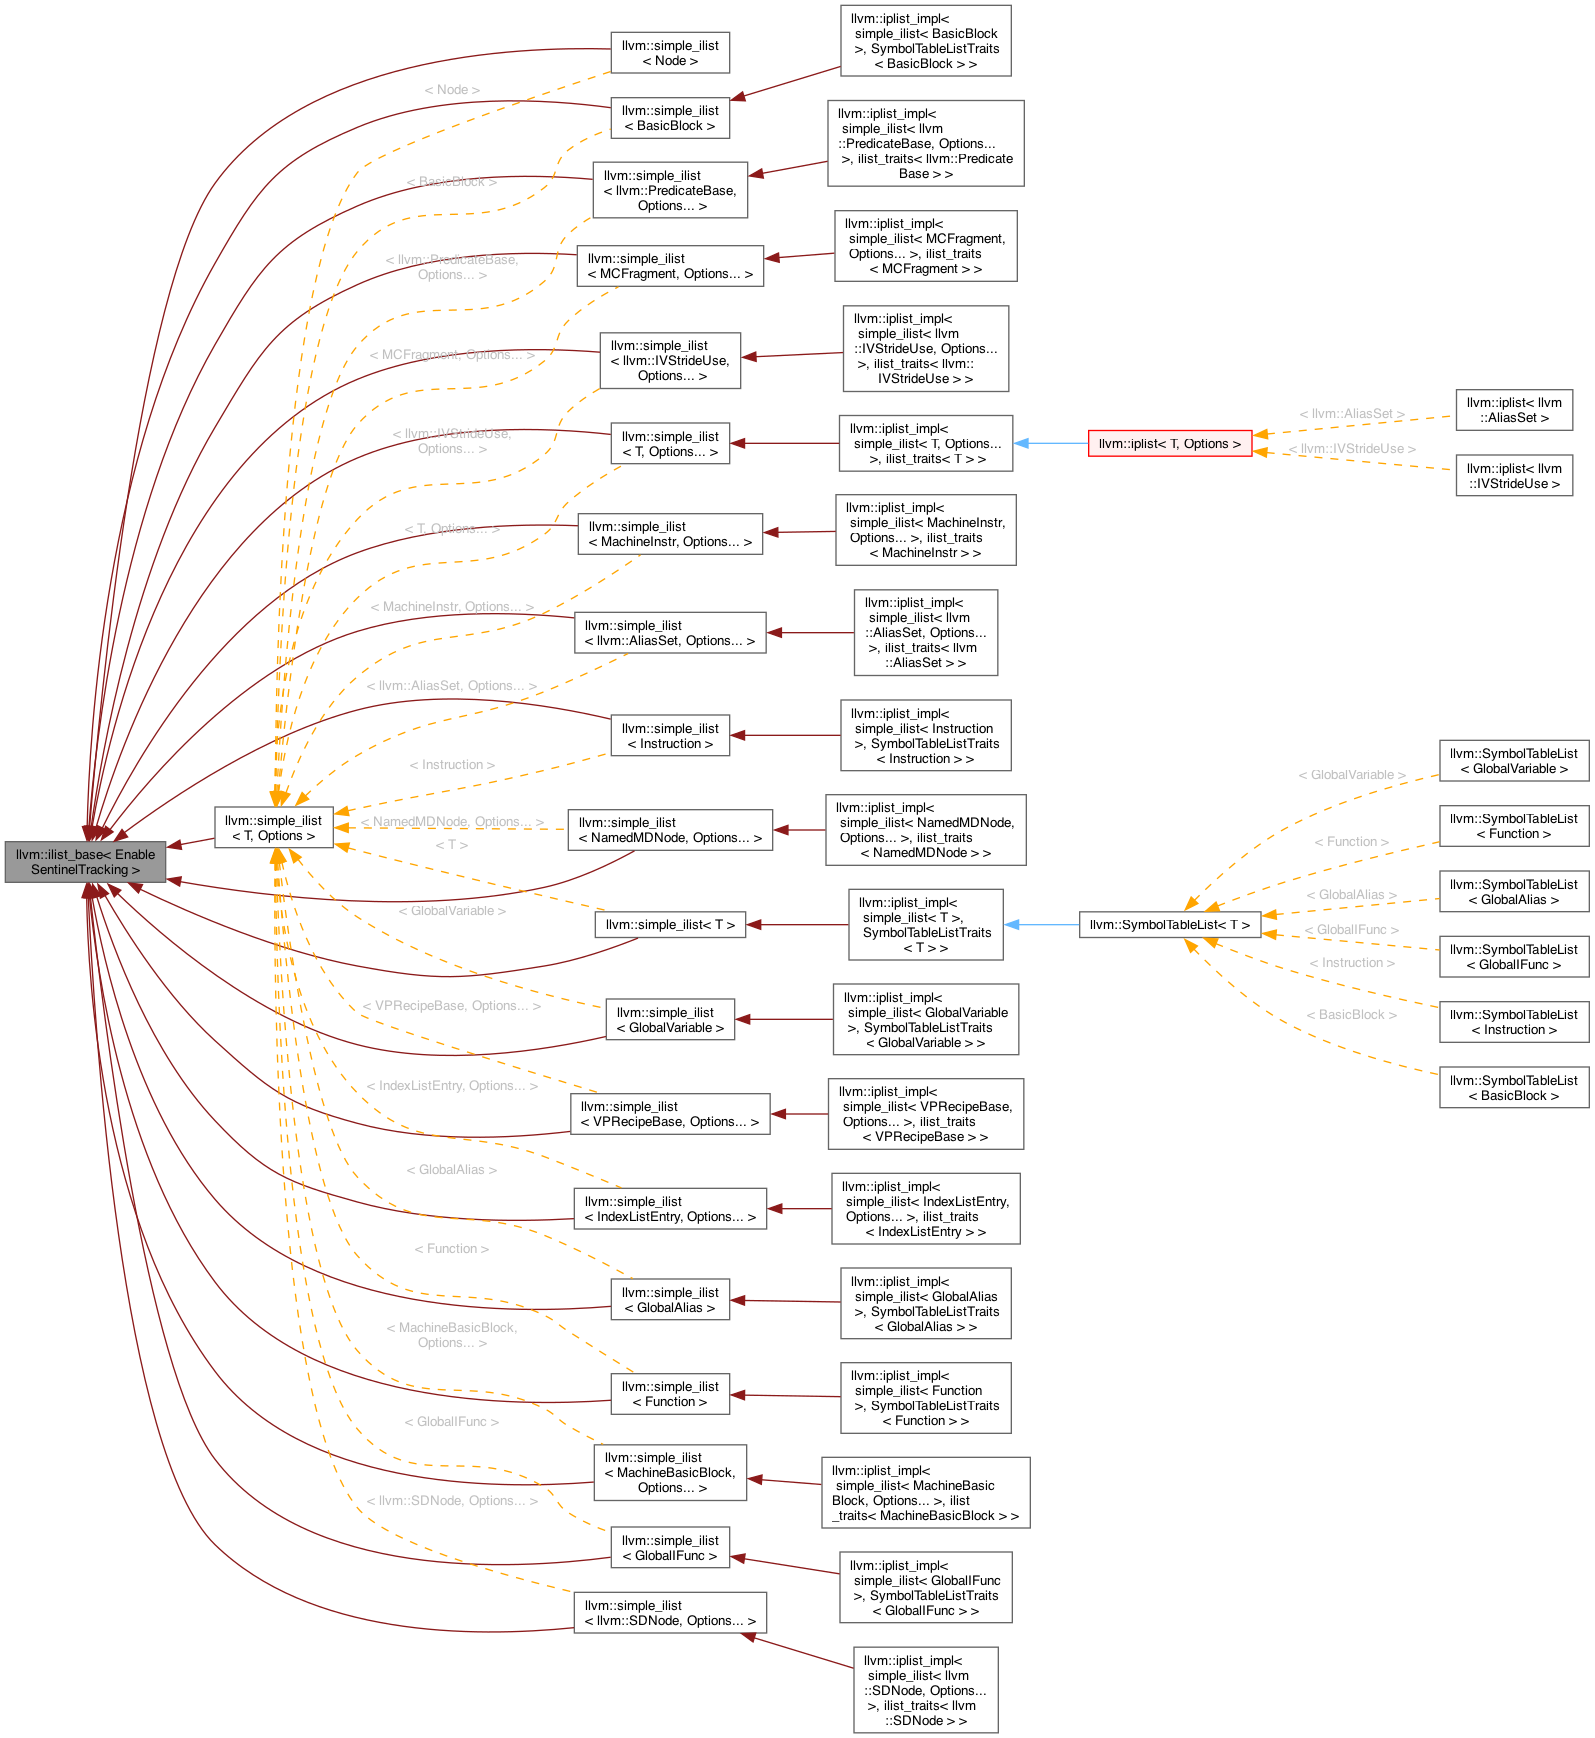 llvm::ilist_base< Enable
SentinelTracking >
llvm::simple_ilist
< T, Options >
< Node >
< BasicBlock >
< llvm::PredicateBase,
Options... >
< MCFragment, Options... >
< llvm::IVStrideUse,
Options... >
< T, Options... >
< MachineInstr, Options... >
< llvm::AliasSet, Options... >
< Instruction >
< NamedMDNode, Options... >
< T >
< GlobalVariable >
< VPRecipeBase, Options... >
< IndexListEntry, Options... >
< GlobalAlias >
< Function >
< MachineBasicBlock,
Options... >
< GlobalIFunc >
< llvm::SDNode, Options... >
llvm::simple_ilist
< Node >
llvm::simple_ilist
< BasicBlock >
llvm::simple_ilist
< llvm::PredicateBase,
Options... >
llvm::simple_ilist
< MCFragment, Options... >
llvm::simple_ilist
< llvm::IVStrideUse,
Options... >
llvm::simple_ilist
< T, Options... >
llvm::simple_ilist
< MachineInstr, Options... >
llvm::simple_ilist
< llvm::AliasSet, Options... >
llvm::simple_ilist
< Instruction >
llvm::simple_ilist
< NamedMDNode, Options... >
llvm::simple_ilist< T >
llvm::simple_ilist
< GlobalVariable >
llvm::simple_ilist
< VPRecipeBase, Options... >
llvm::simple_ilist
< IndexListEntry, Options... >
llvm::simple_ilist
< GlobalAlias >
llvm::simple_ilist
< Function >
llvm::simple_ilist
< MachineBasicBlock,
Options... >
llvm::simple_ilist
< GlobalIFunc >
llvm::simple_ilist
< llvm::SDNode, Options... >
llvm::iplist_impl<
simple_ilist< BasicBlock
>, SymbolTableListTraits
< BasicBlock > >
llvm::iplist_impl<
simple_ilist< llvm
::PredicateBase, Options...
>, ilist_traits< llvm::Predicate
Base > >
llvm::iplist_impl<
simple_ilist< MCFragment,
Options... >, ilist_traits
< MCFragment > >
llvm::iplist_impl<
simple_ilist< llvm
::IVStrideUse, Options...
>, ilist_traits< llvm::
IVStrideUse > >
llvm::iplist_impl<
simple_ilist< T, Options...
>, ilist_traits< T > >
llvm::iplist_impl<
simple_ilist< MachineInstr,
Options... >, ilist_traits
< MachineInstr > >
llvm::iplist_impl<
simple_ilist< llvm
::AliasSet, Options...
>, ilist_traits< llvm
::AliasSet > >
llvm::iplist_impl<
simple_ilist< Instruction
>, SymbolTableListTraits
< Instruction > >
llvm::iplist_impl<
simple_ilist< NamedMDNode,
Options... >, ilist_traits
< NamedMDNode > >
llvm::iplist_impl<
simple_ilist< T >,
SymbolTableListTraits
< T > >
llvm::iplist_impl<
simple_ilist< GlobalVariable
>, SymbolTableListTraits
< GlobalVariable > >
llvm::iplist_impl<
simple_ilist< VPRecipeBase,
Options... >, ilist_traits
< VPRecipeBase > >
llvm::iplist_impl<
simple_ilist< IndexListEntry,
Options... >, ilist_traits
< IndexListEntry > >
llvm::iplist_impl<
simple_ilist< GlobalAlias
>, SymbolTableListTraits
< GlobalAlias > >
llvm::iplist_impl<
simple_ilist< Function
>, SymbolTableListTraits
< Function > >
llvm::iplist_impl<
simple_ilist< MachineBasic
Block, Options... >, ilist
_traits< MachineBasicBlock > >
llvm::iplist_impl<
simple_ilist< GlobalIFunc
>, SymbolTableListTraits
< GlobalIFunc > >
llvm::iplist_impl<
simple_ilist< llvm
::SDNode, Options...
>, ilist_traits< llvm
::SDNode > >
llvm::iplist< T, Options >
< llvm::AliasSet >
< llvm::IVStrideUse >
llvm::iplist< llvm
::AliasSet >
llvm::iplist< llvm
::IVStrideUse >
llvm::SymbolTableList< T >
< GlobalVariable >
< Function >
< GlobalAlias >
< GlobalIFunc >
< Instruction >
< BasicBlock >
llvm::SymbolTableList
< GlobalVariable >
llvm::SymbolTableList
< Function >
llvm::SymbolTableList
< GlobalAlias >
llvm::SymbolTableList
< GlobalIFunc >
llvm::SymbolTableList
< Instruction >
llvm::SymbolTableList
< BasicBlock >